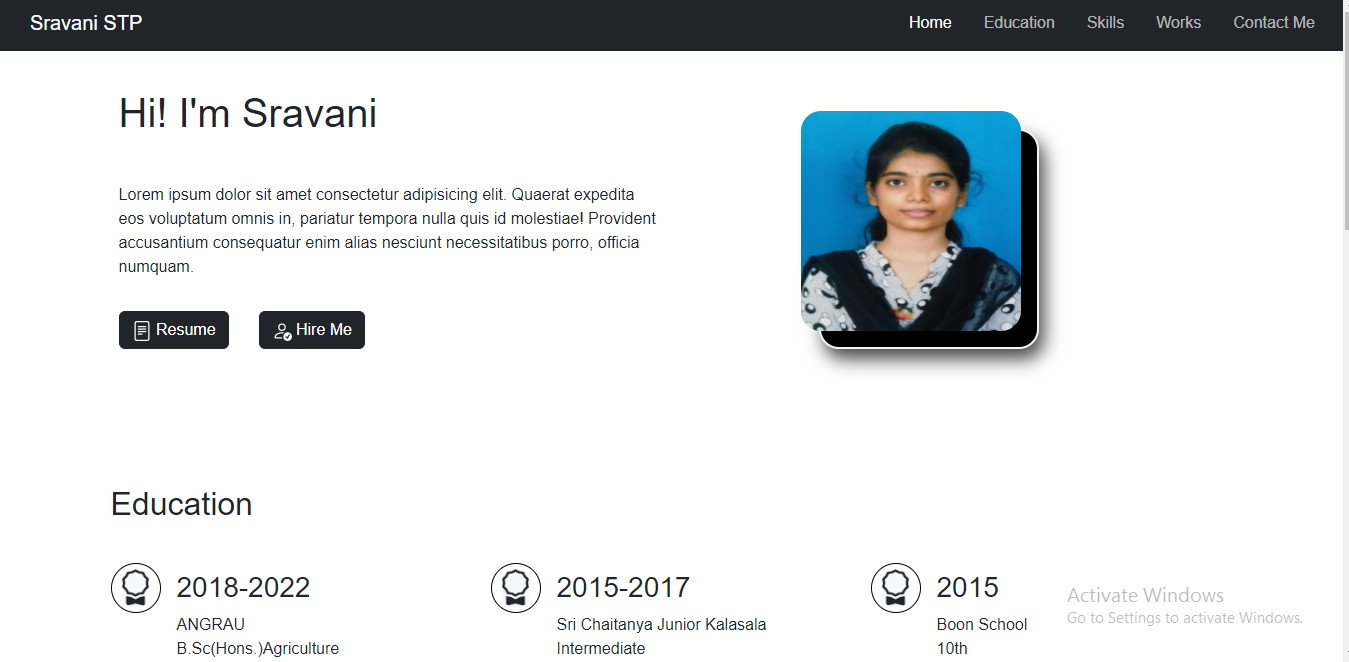 Sravani STP
Home
Education
Skills
Works
Contact Me
Hi! I'm Sravani
Lorem ipsum dolor sit amet consectetur adipisicing elit. Quaerat expedita
eos voluptatum omnis in, pariatur tempora nulla quis id molestiae! Provident
accusantium consequatur enim alias nesciunt necessitatibus porro, officia
numquam.
Resume
Hire Me
Education
2018-2022
ANGRAU
B.Sc(Hons.)Agriculture
2015-2017
Sri Chaitanya Junior Kalasala
Intermediate
2015
Boon School
10th
Activate Windows
Go to Settings to activate Windows.